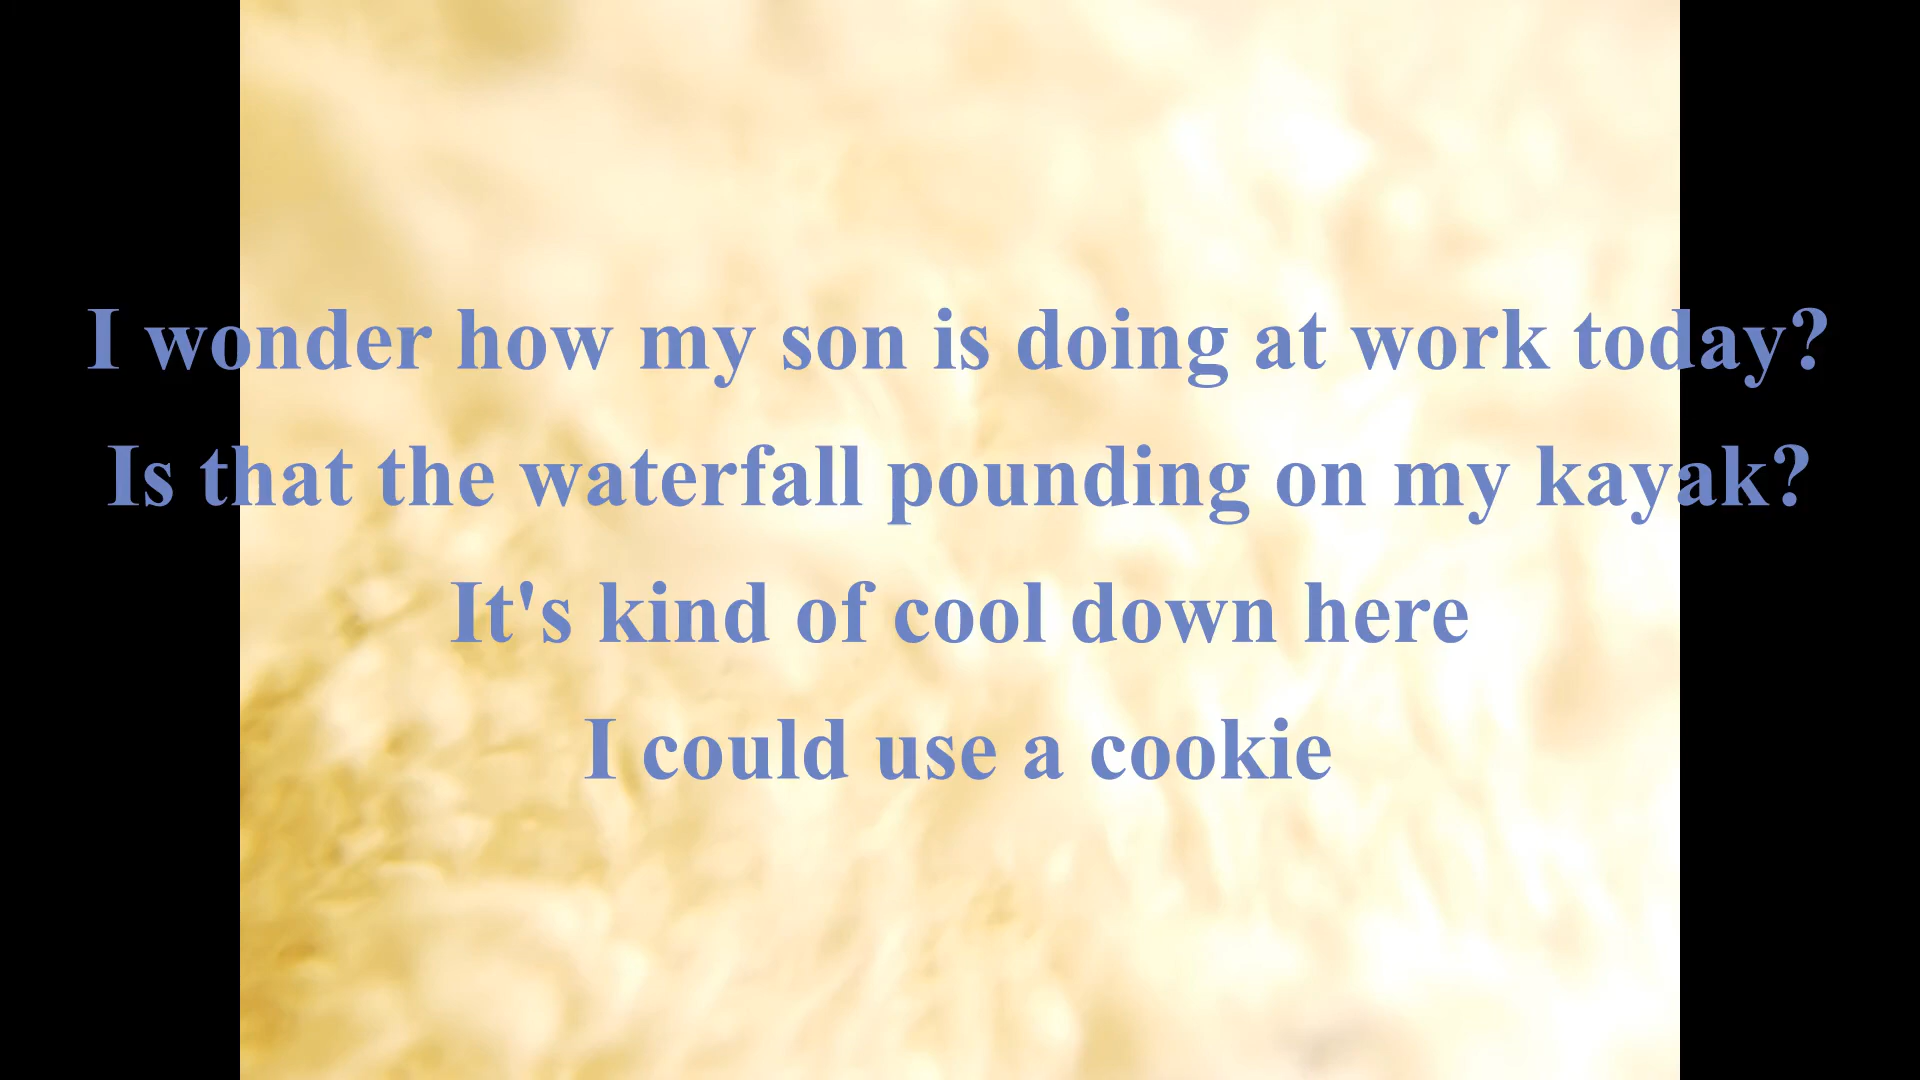 I wonder how my son is doing at work today?
Is that the waterfall pounding on my kayak?
It's kind of cool down here
I could use a cookie